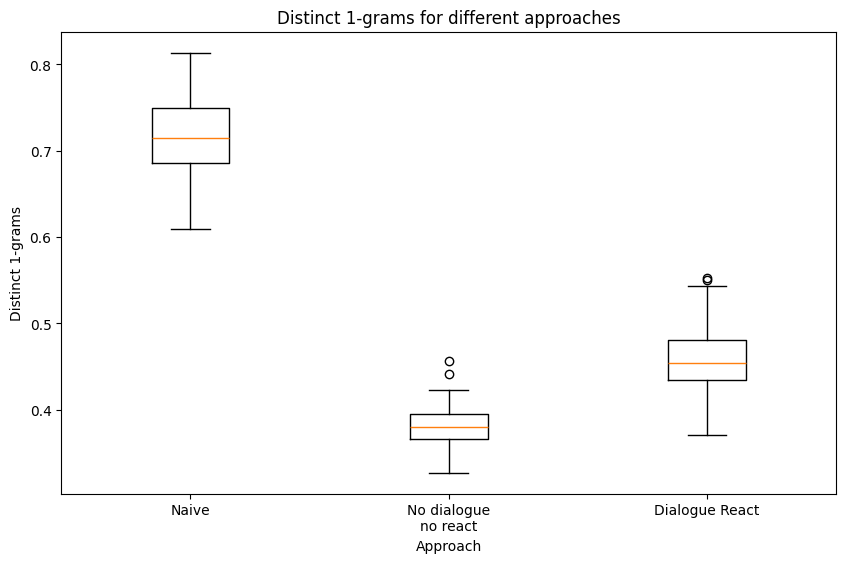 Distinct 1-grams for different approaches
Distinct 1-grams
0.8
0.7
0.6
0.5
0.4
Naive
No dialogue
no react
Dialogue React
Approach